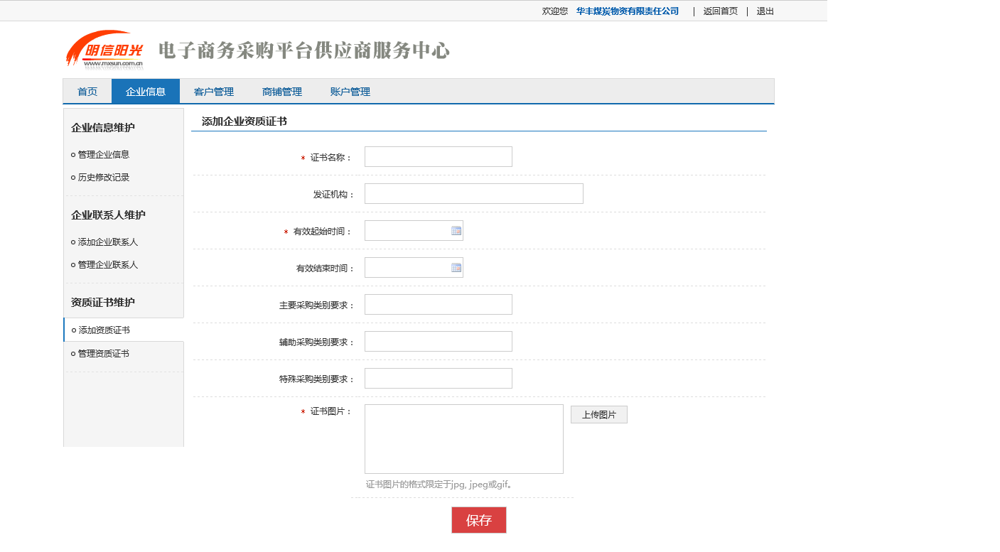 欢迎您 华丰煤炭物资有限责任公司 | 返回首页 | 退出
明信阳光
www.mxsun.com.cn
电子商务采购平台供应商服务中心
首页 企业信息 客户管理 商铺管理 账户管理
企业信息维护
管理企业信息
历史修改记录
企业联系人维护
添加企业联系人
管理企业联系人
资质证书维护
添加资质证书
管理资质证书
添加企业资质证书
* 证书名称：
发证机构：
* 有效起始时间：
有效结束时间：
主要采购类别要求：
辅助采购类别要求：
特殊采购类别要求：
* 证书图片：
上传图片
证书图片的格式限定于jpg, jpeg或gif。
保存